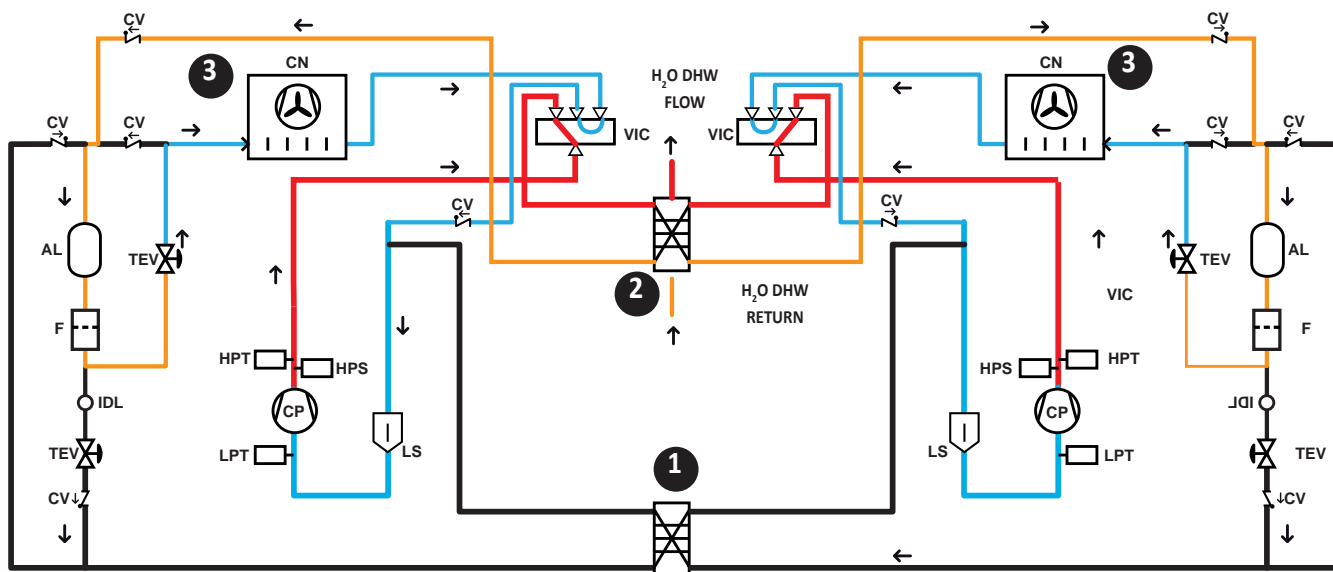 CV
CV
3
CN
H₂O DHW
FLOW
CN
3
CV
CV
VIC
VIC
CV
CV
CV
CV
AL
TEV
TEV
AL
2
H₂O DHW
RETURN
VIC
F
F
HPT
HPS
HPS
HPT
IDL
CP
CP
IDL
TEV
LPT
LS
LS
LPT
TEV
1
CV
CV